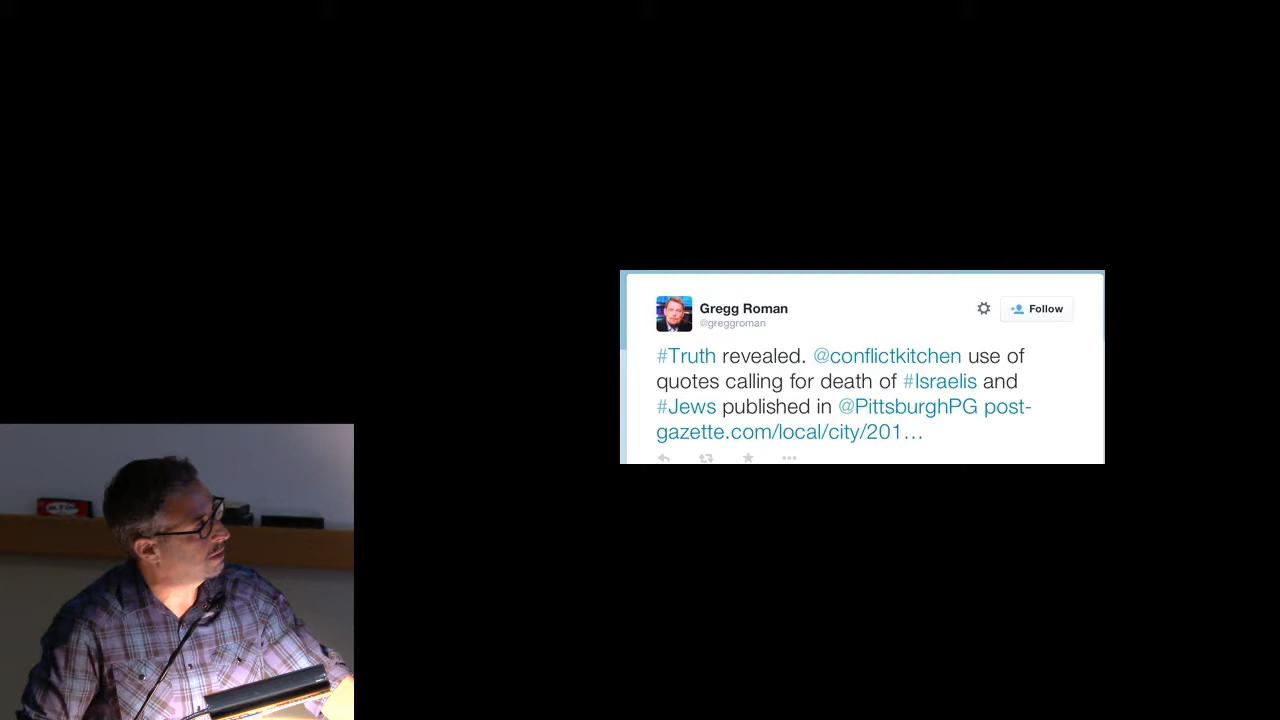 Gregg Roman
@greggroman
Follow
#Truth revealed. @conflictkitchen use of
quotes calling for death of #Israelis and
#Jews published in @PittsburghPG post-
gazette.com/local/city/201…